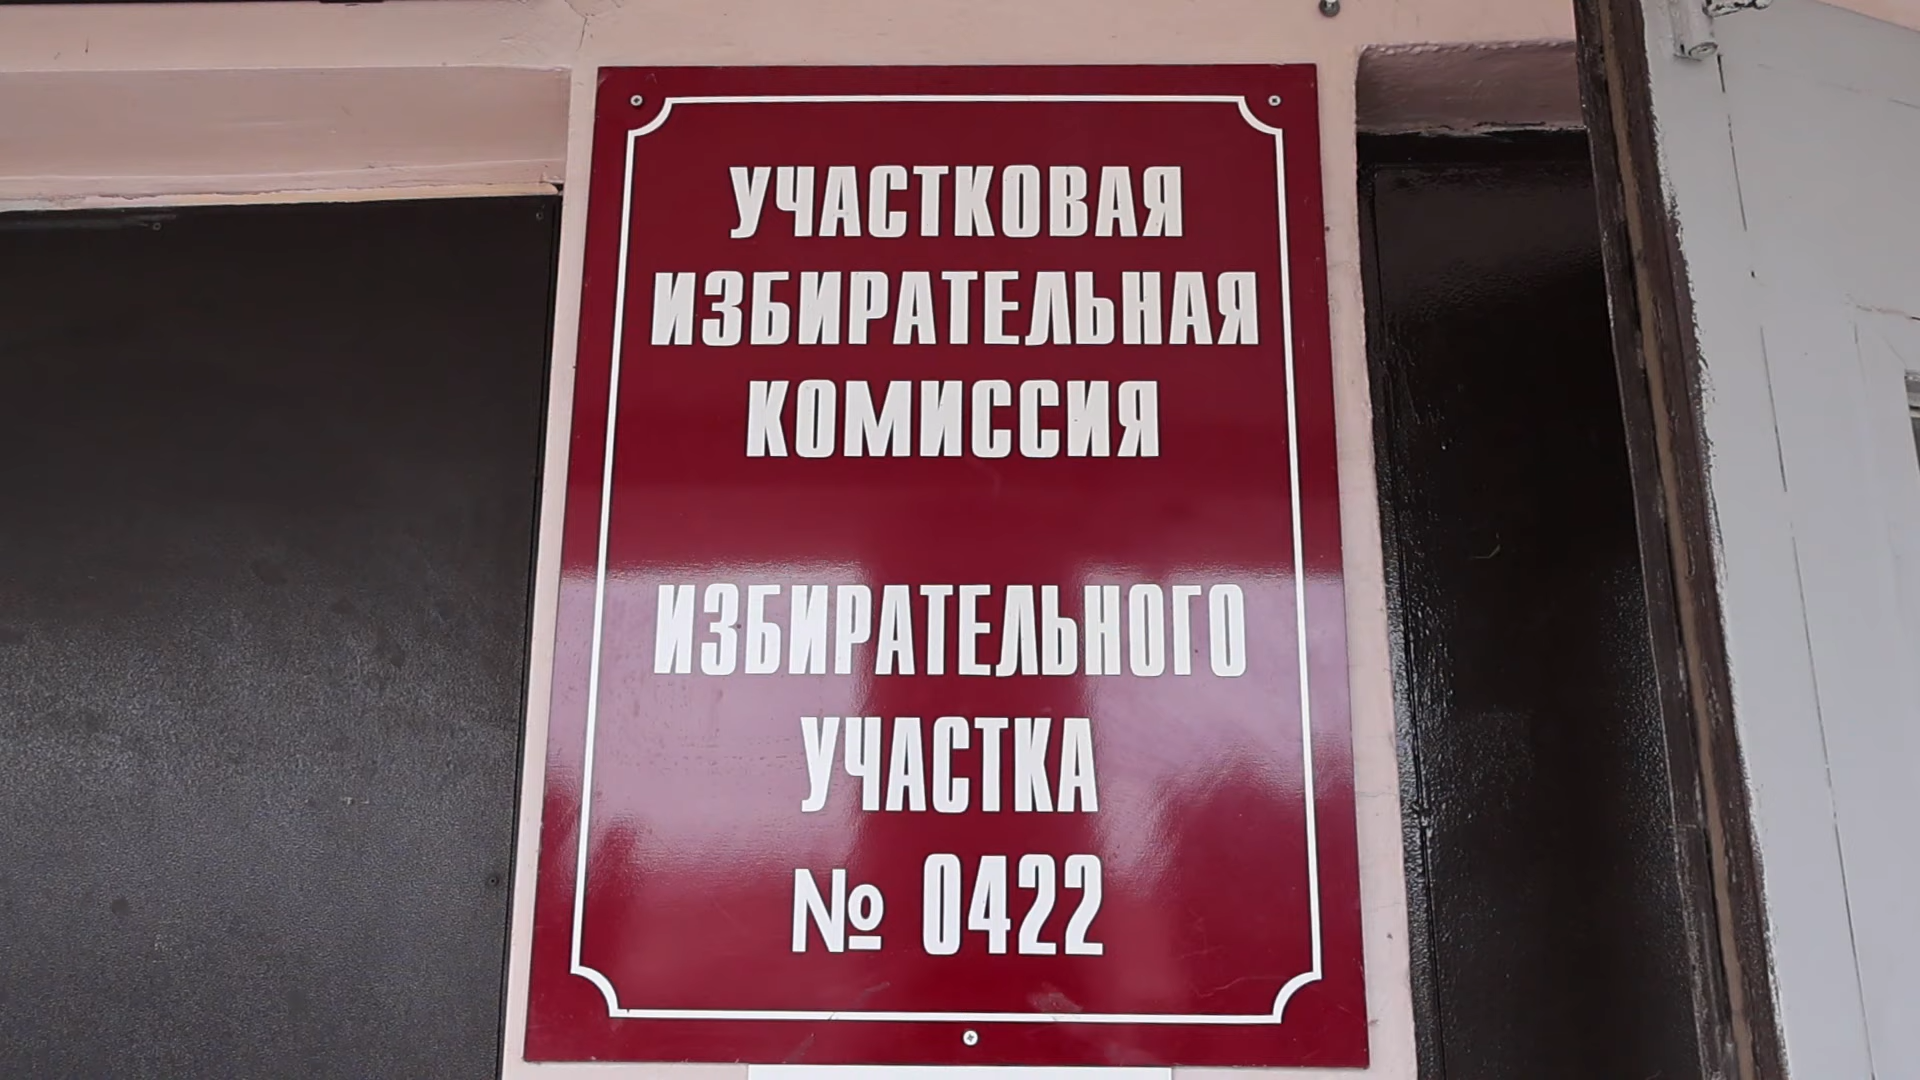 УЧАСТКОВАЯ
ИЗБИРАТЕЛЬНАЯ
КОМИССИЯ
ИЗБИРАТЕЛЬНОГО
УЧАСТКА
№ 0422